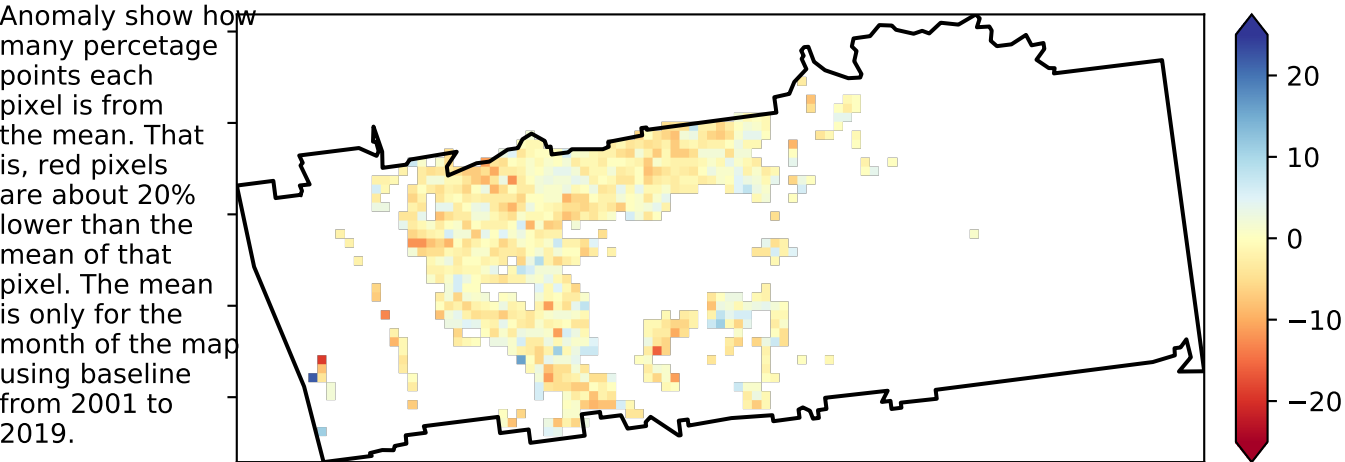 Anomaly show how
many percetage
points each
pixel is from
the mean. That
is, red pixels
are about 20%
lower than the
mean of that
pixel. The mean
is only for the
month of the map
using baseline
from 2001 to
2019.
20
10
0
−10
−20